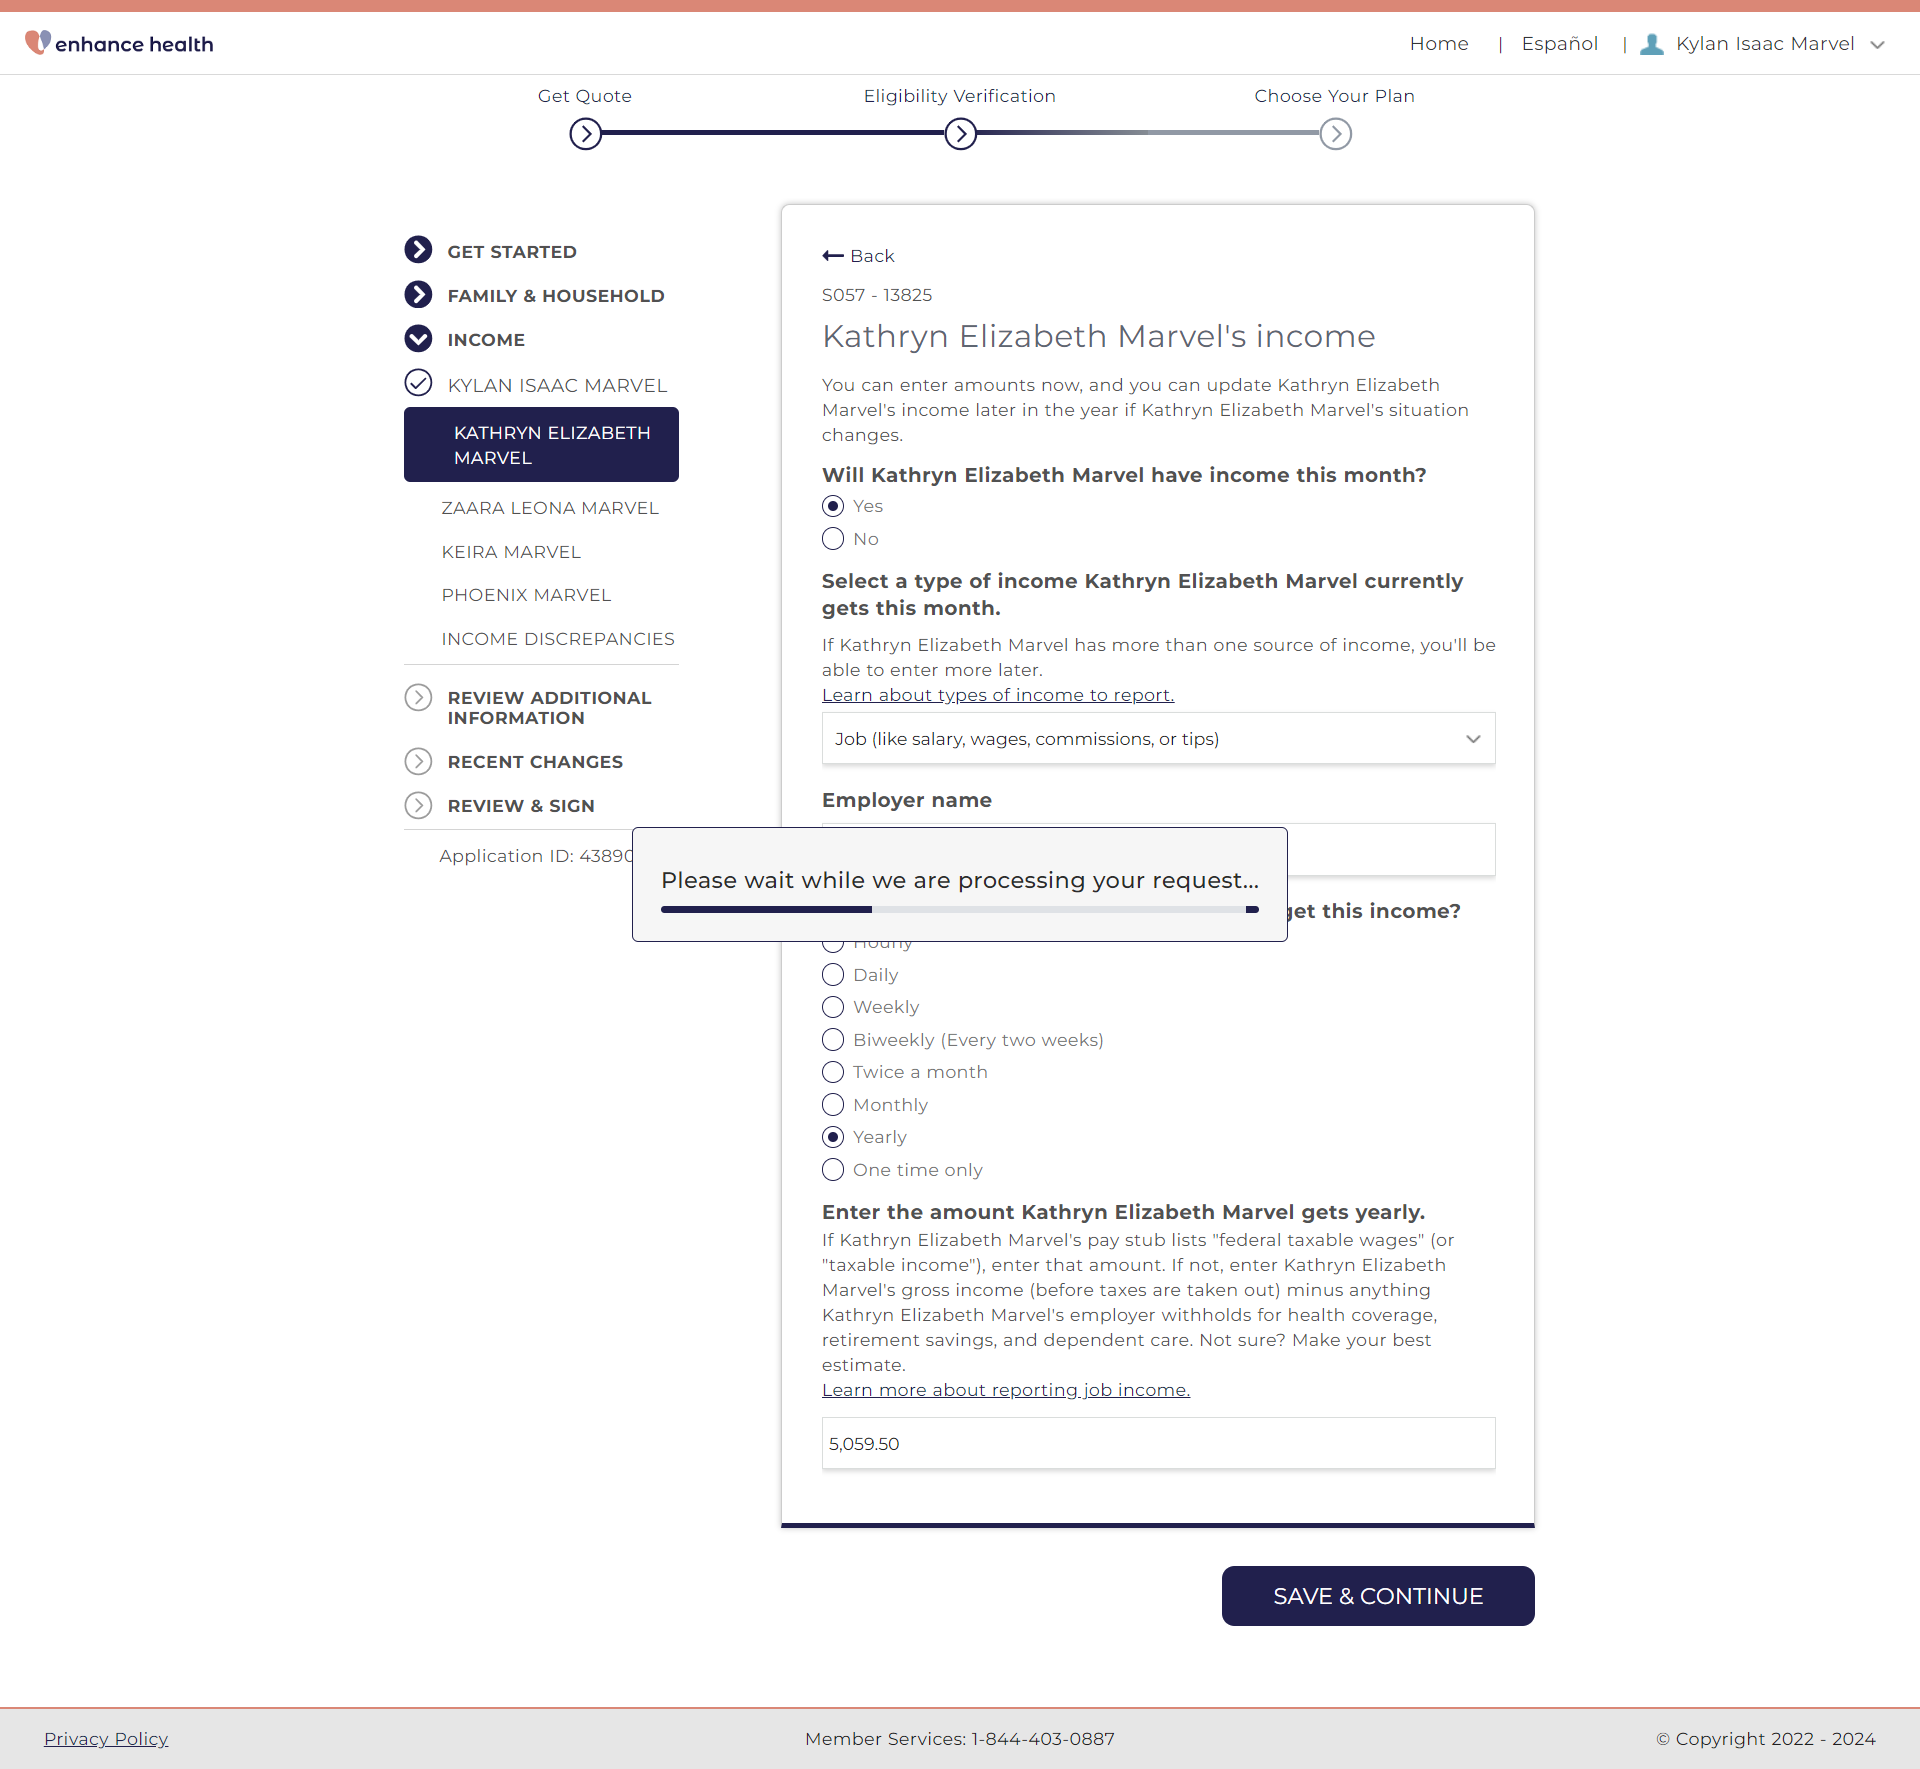 enhance health
Home | Español | Kylan Isaac Marvel
Get Quote
Eligibility Verification
Choose Your Plan
GET STARTED
FAMILY & HOUSEHOLD
INCOME
KYLAN ISAAC MARVEL
KATHRYN ELIZABETH
MARVEL
ZAARA LEONA MARVEL
KEIRA MARVEL
PHOENIX MARVEL
INCOME DISCREPANCIES
REVIEW ADDITIONAL
INFORMATION
RECENT CHANGES
REVIEW & SIGN
Application ID: 43890
Back
S057 - 13825
Kathryn Elizabeth Marvel's income
You can enter amounts now, and you can update Kathryn Elizabeth
Marvel's income later in the year if Kathryn Elizabeth Marvel's situation
changes.
Will Kathryn Elizabeth Marvel have income this month?
Yes
No
Select a type of income Kathryn Elizabeth Marvel currently
gets this month.
If Kathryn Elizabeth Marvel has more than one source of income, you'll be
able to enter more later.
Learn about types of income to report.
Job (like salary, wages, commissions, or tips)
Employer name
Please wait while we are processing your request...
get this income?
Hourly
Daily
Weekly
Biweekly (Every two weeks)
Twice a month
Monthly
Yearly
One time only
Enter the amount Kathryn Elizabeth Marvel gets yearly.
If Kathryn Elizabeth Marvel's pay stub lists "federal taxable wages" (or
"taxable income"), enter that amount. If not, enter Kathryn Elizabeth
Marvel's gross income (before taxes are taken out) minus anything
Kathryn Elizabeth Marvel's employer withholds for health coverage,
retirement savings, and dependent care. Not sure? Make your best
estimate.
Learn more about reporting job income.
5,059.50
SAVE & CONTINUE
Privacy Policy
Member Services: 1-844-403-0887
© Copyright 2022 - 2024